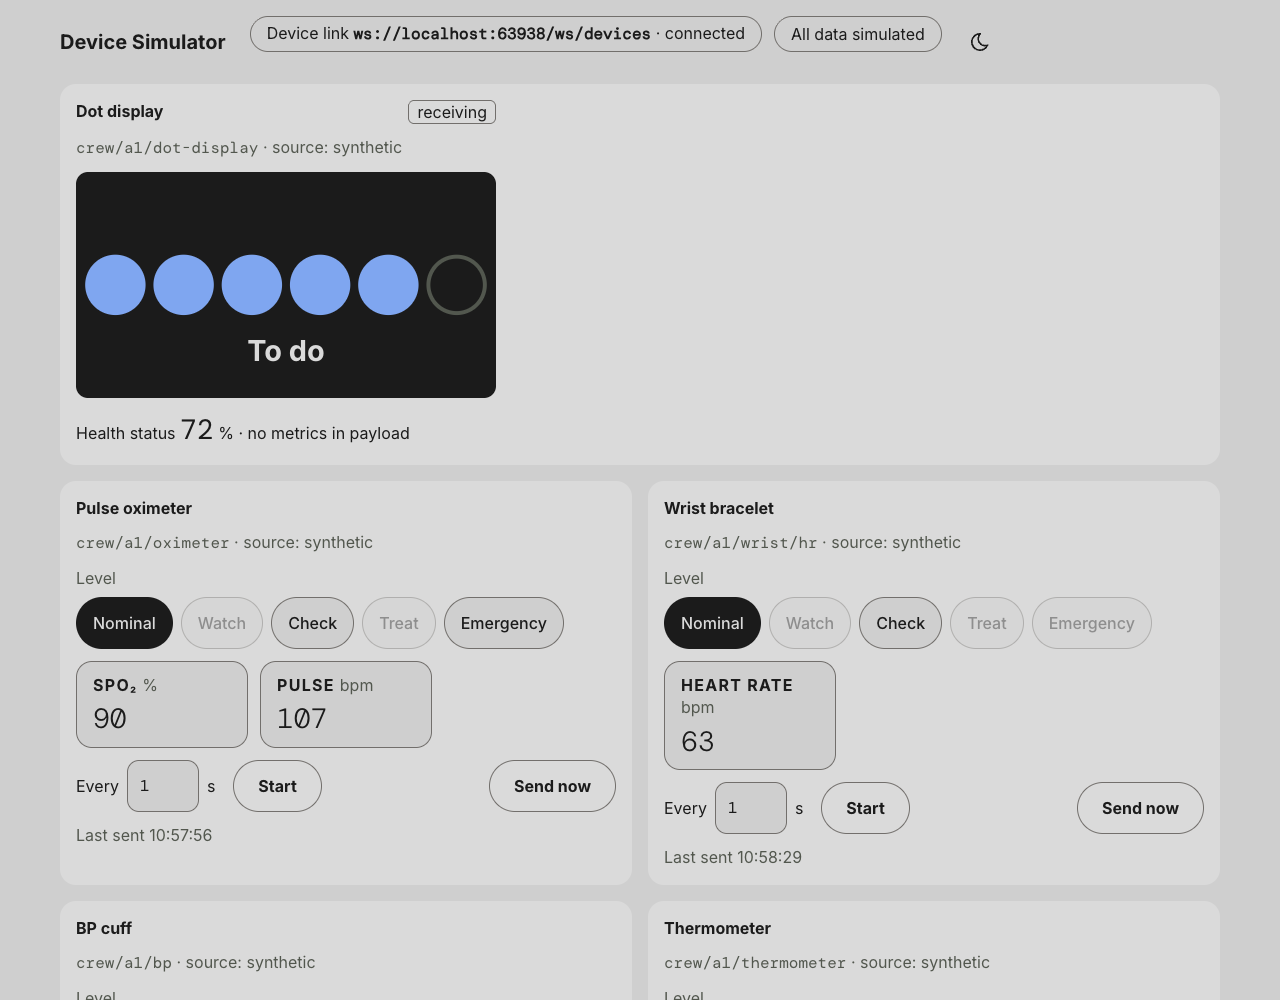 Device Simulator
Device link ws://localhost:63938/ws/devices · connected
All data simulated
Dot display
receiving
crew/a1/dot-display · source: synthetic
To do
Health status 72 % · no metrics in payload
Pulse oximeter
crew/a1/oximeter · source: synthetic
Level
Nominal Watch Check Treat Emergency
SPO₂ %
90
PULSE bpm
107
Every 1 s Start Send now
Last sent 10:57:56
Wrist bracelet
crew/a1/wrist/hr · source: synthetic
Level
Nominal Watch Check Treat Emergency
HEART RATE
bpm
63
Every 1 s Start Send now
Last sent 10:58:29
BP cuff
crew/a1/bp · source: synthetic
Level
Thermometer
crew/a1/thermometer · source: synthetic
Level